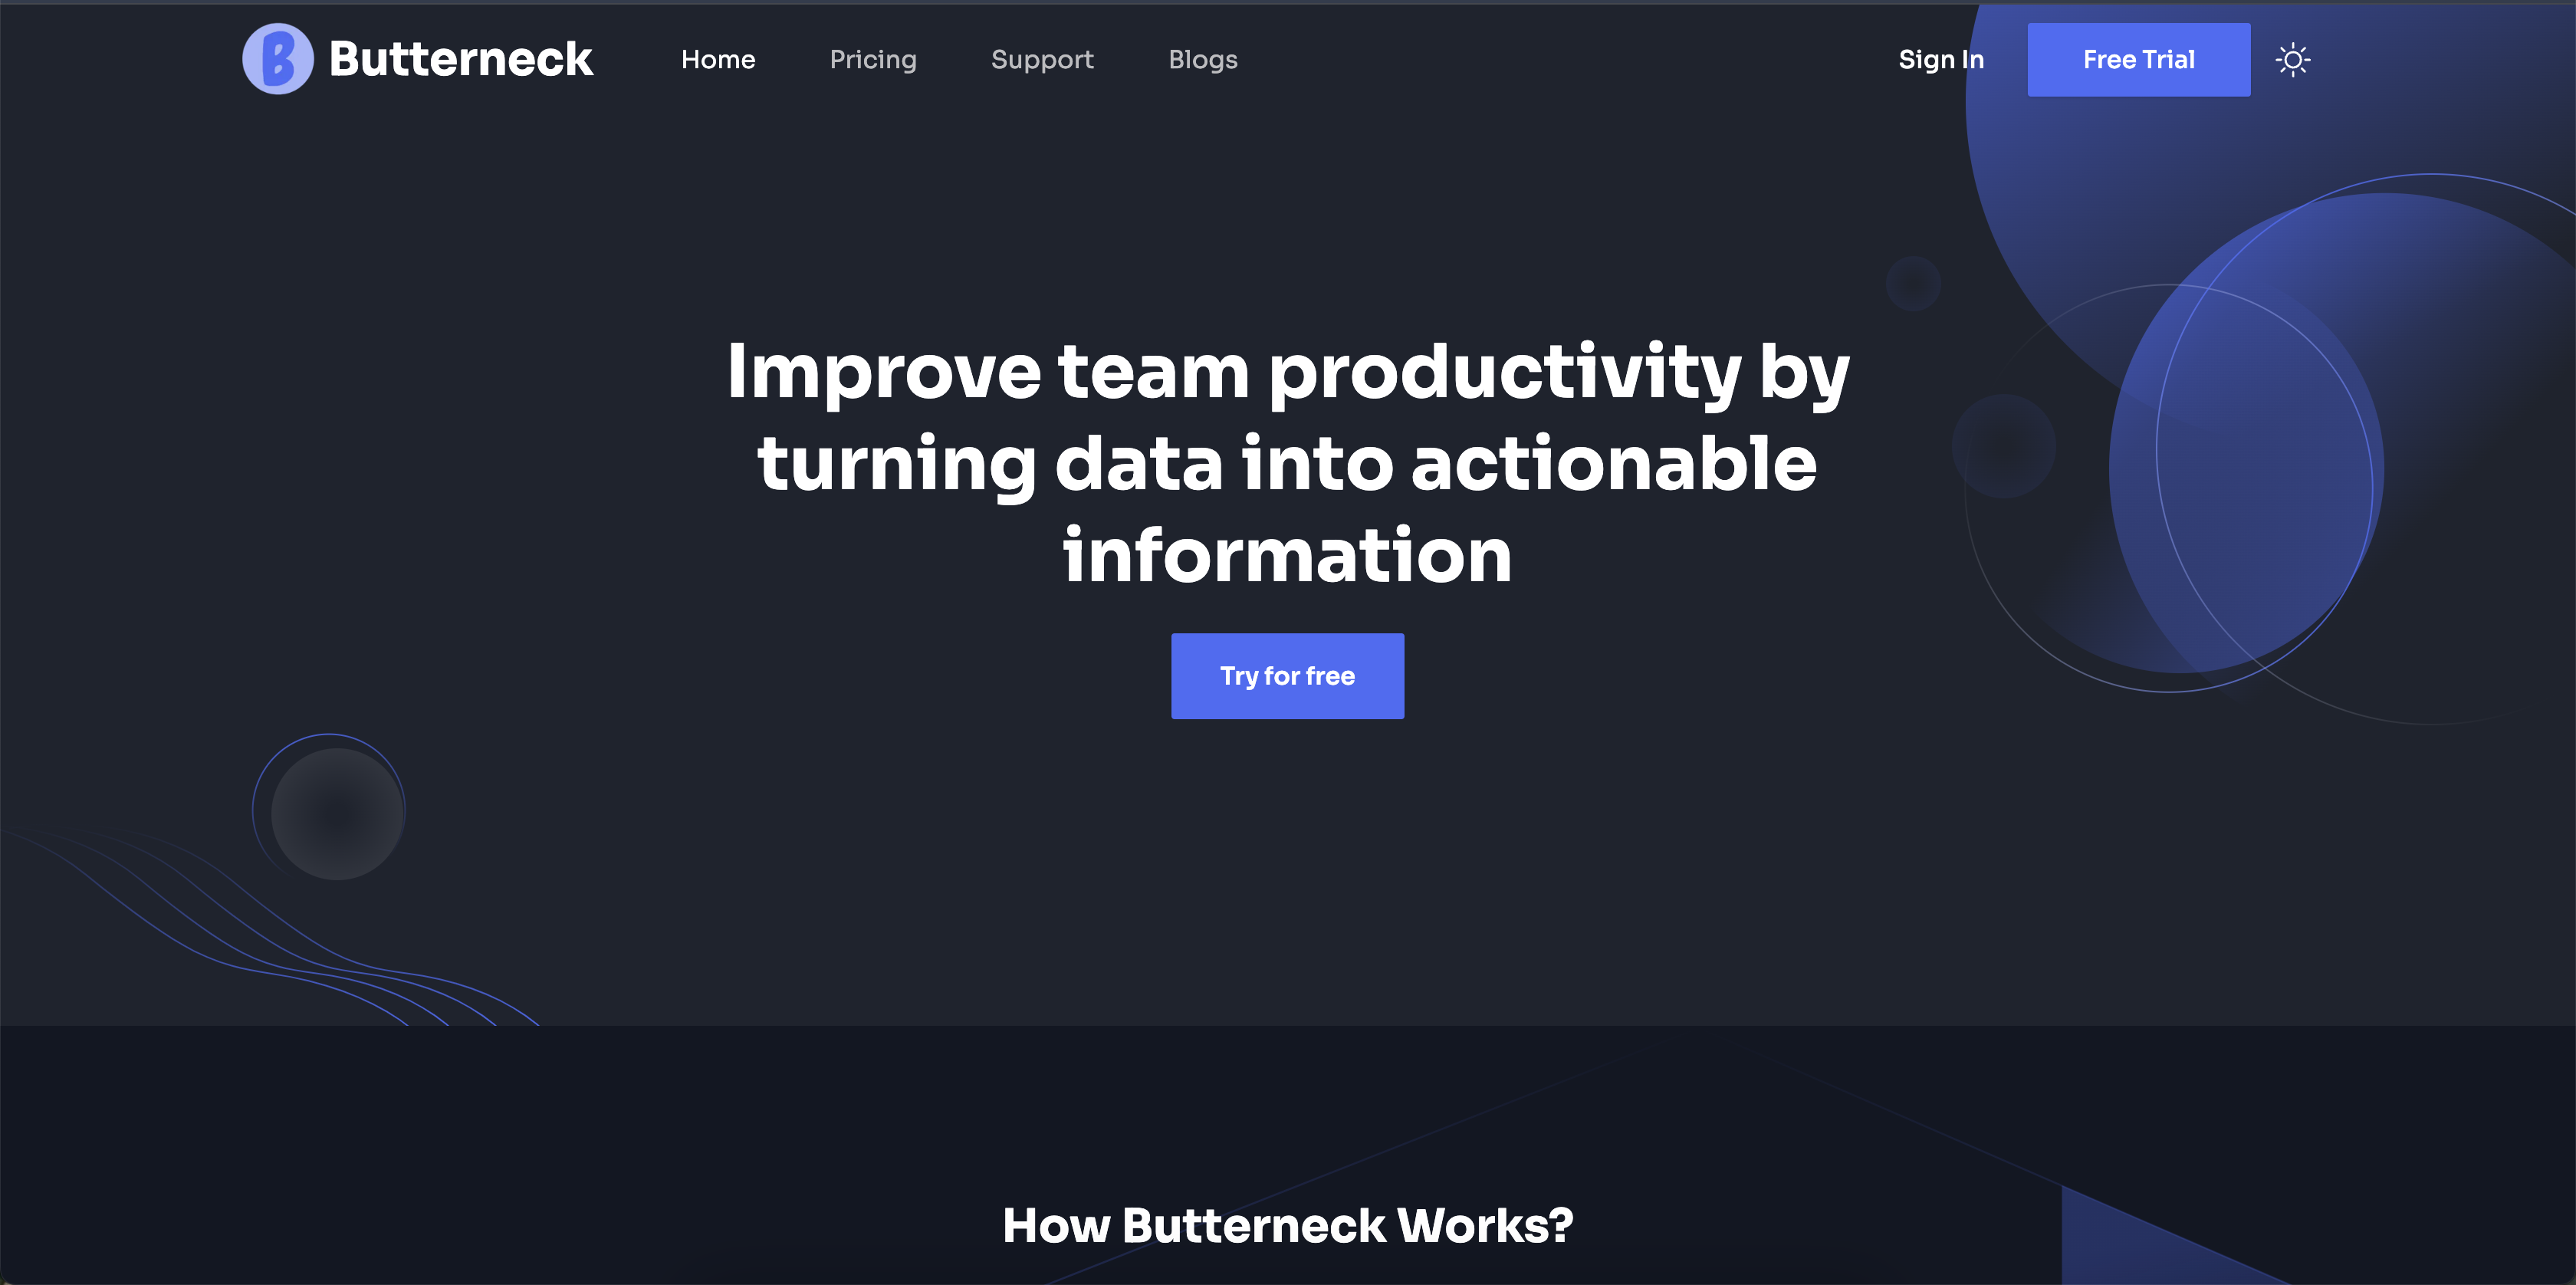 B Butterneck Home Pricing Support Blogs Sign In Free Trial
Improve team productivity by
turning data into actionable
information
Try for free
How Butterneck Works?